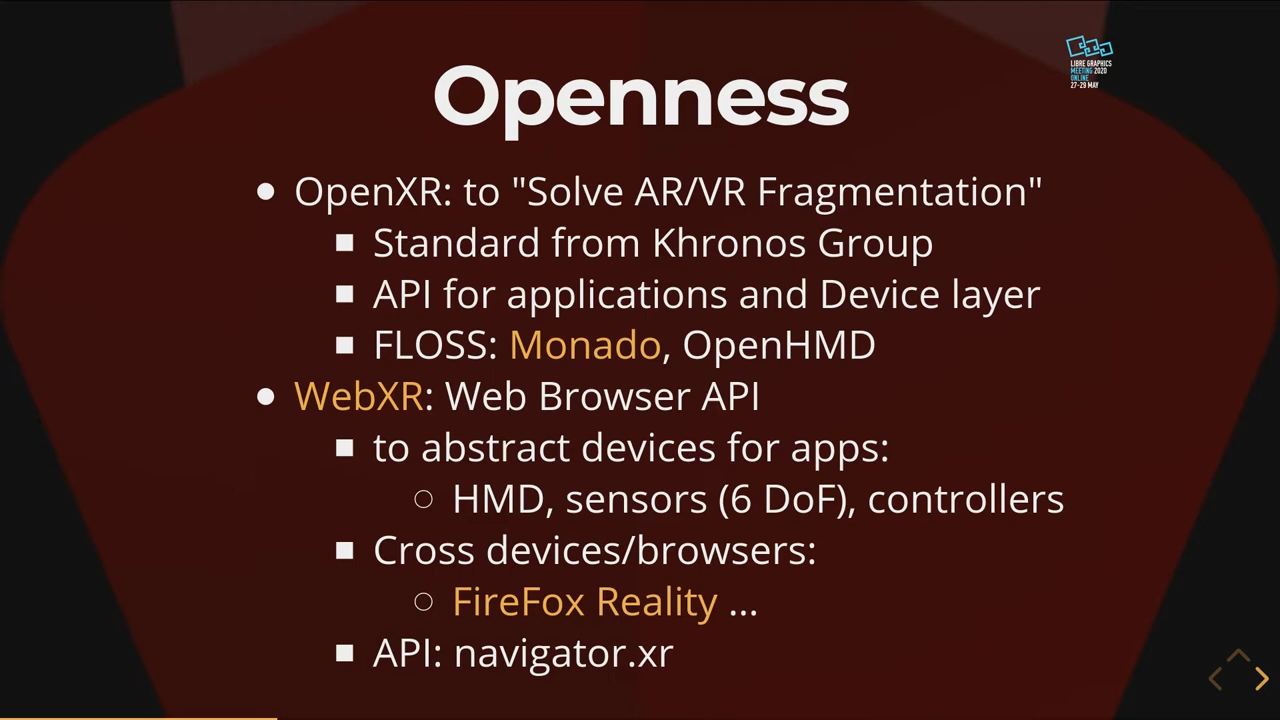 Openness
LIBRE GRAPHICS
MEETING 2020
ONLINE
27-29 MAY
OpenXR: to "Solve AR/VR Fragmentation"
Standard from Khronos Group
API for applications and Device layer
FLOSS: Monado, OpenHMD
WebXR: Web Browser API
to abstract devices for apps:
HMD, sensors (6 DoF), controllers
Cross devices/browsers:
FireFox Reality ...
API: navigator.xr